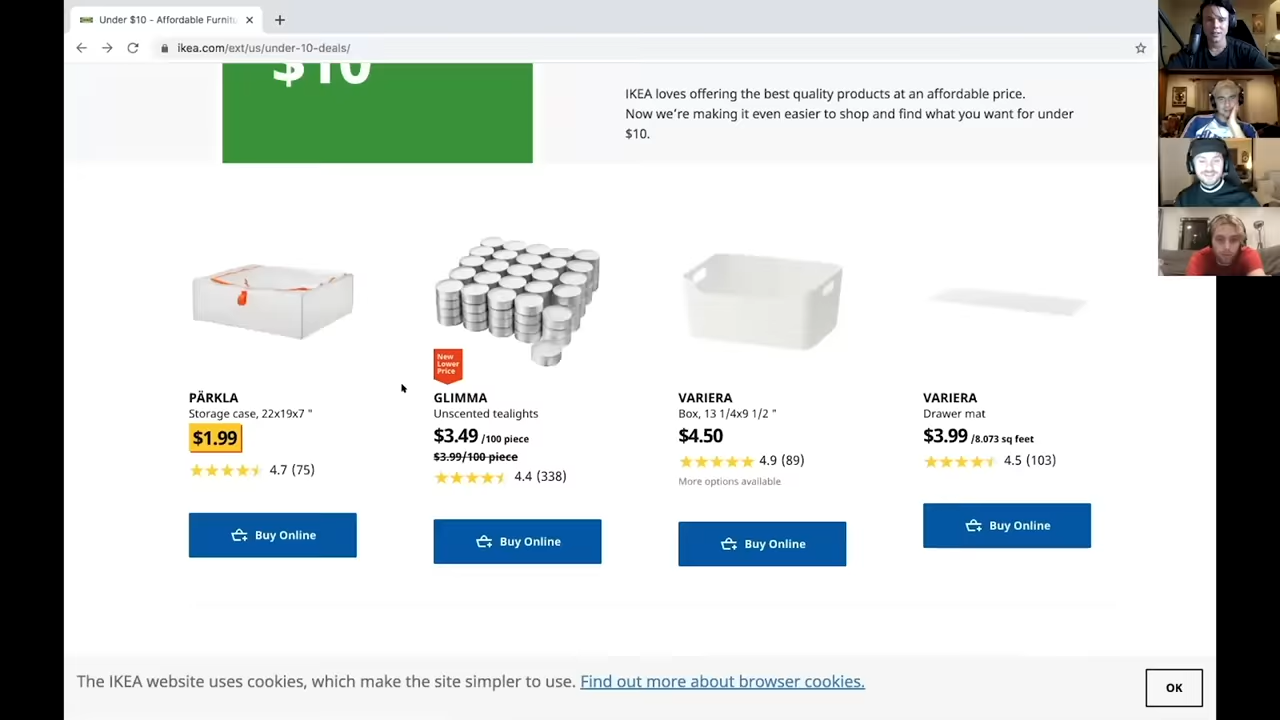 Under $10 - Affordable Furnitu
ikea.com/ext/us/under-10-deals/
$10
IKEA loves offering the best quality products at an affordable price.
Now we're making it even easier to shop and find what you want for under
$10.
New
Lower
Price
PÄRKLA
Storage case, 22x19x7 "
$1.99
4.7 (75)
Buy Online
GLIMMA
Unscented tealights
$3.49 /100 piece
$3.99/100 piece
4.4 (338)
Buy Online
VARIERA
Box, 13 1/4x9 1/2 "
$4.50
4.9 (89)
More options available
Buy Online
VARIERA
Drawer mat
$3.99 /8.073 sq feet
4.5 (103)
Buy Online
The IKEA website uses cookies, which make the site simpler to use. Find out more about browser cookies.
OK